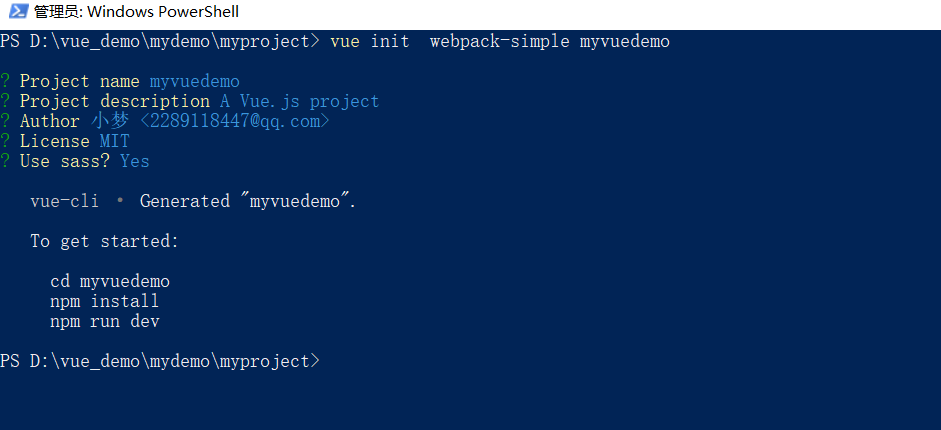 管理员: Windows PowerShell
PS D:\vue_demo\mydemo\myproject> vue init  webpack-simple myvuedemo
? Project name myvuedemo
? Project description A Vue.js project
? Author 小梦 <2289118447@qq.com>
? License MIT
? Use sass? Yes
vue-cli · Generated "myvuedemo".
To get started:
cd myvuedemo
npm install
npm run dev
PS D:\vue_demo\mydemo\myproject>